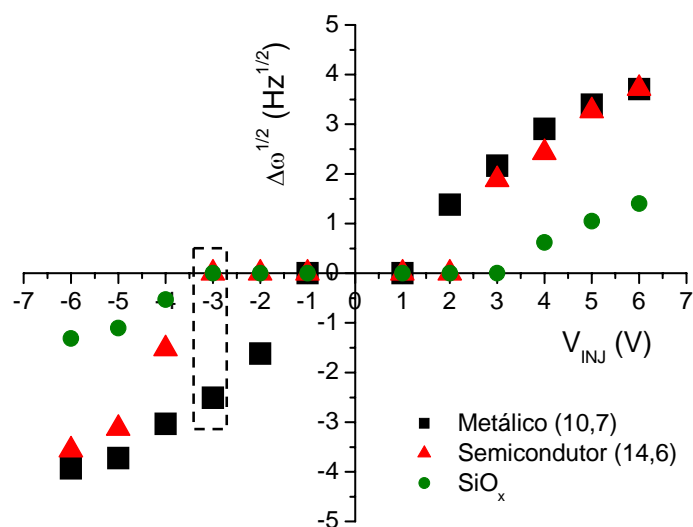 5
4
3
2
1
0
-1
-2
-3
-4
-5
Δω^{1/2} (Hz^{1/2})
-7 -6 -5 -4 -3 -2 -1 0 1 2 3 4 5 6 7
V_{INJ} (V)
Metálico (10,7)
Semicondutor (14,6)
SiO_x